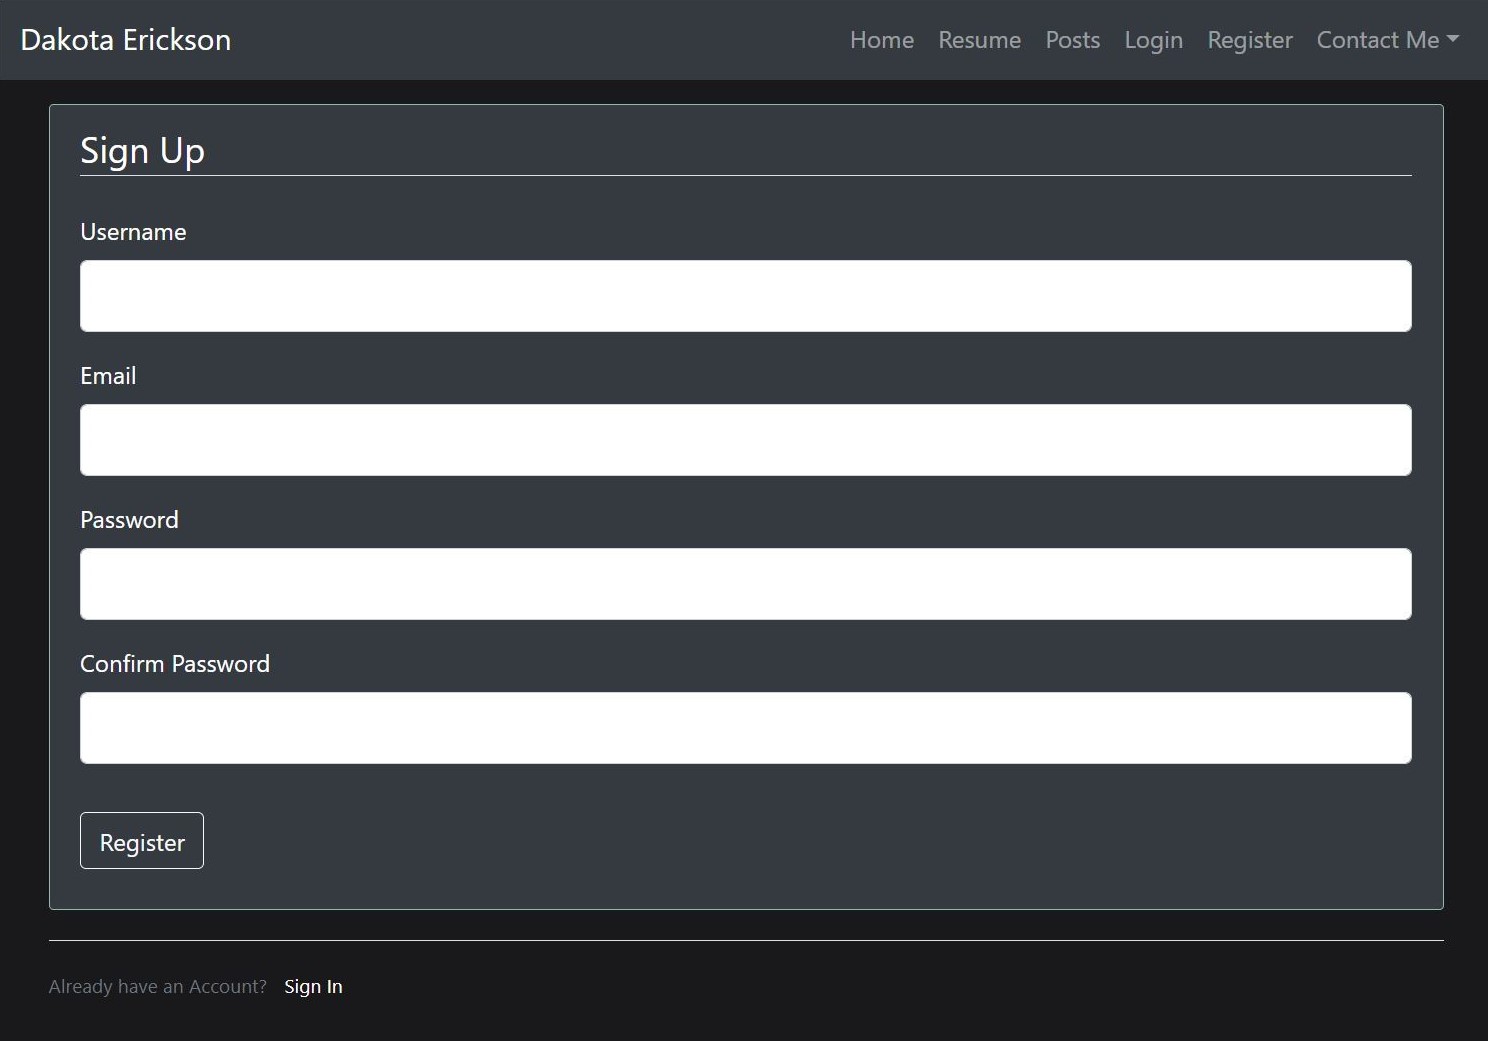 Dakota Erickson
Home Resume Posts Login Register Contact Me
Sign Up
Username
Email
Password
Confirm Password
Register
Already have an Account? Sign In